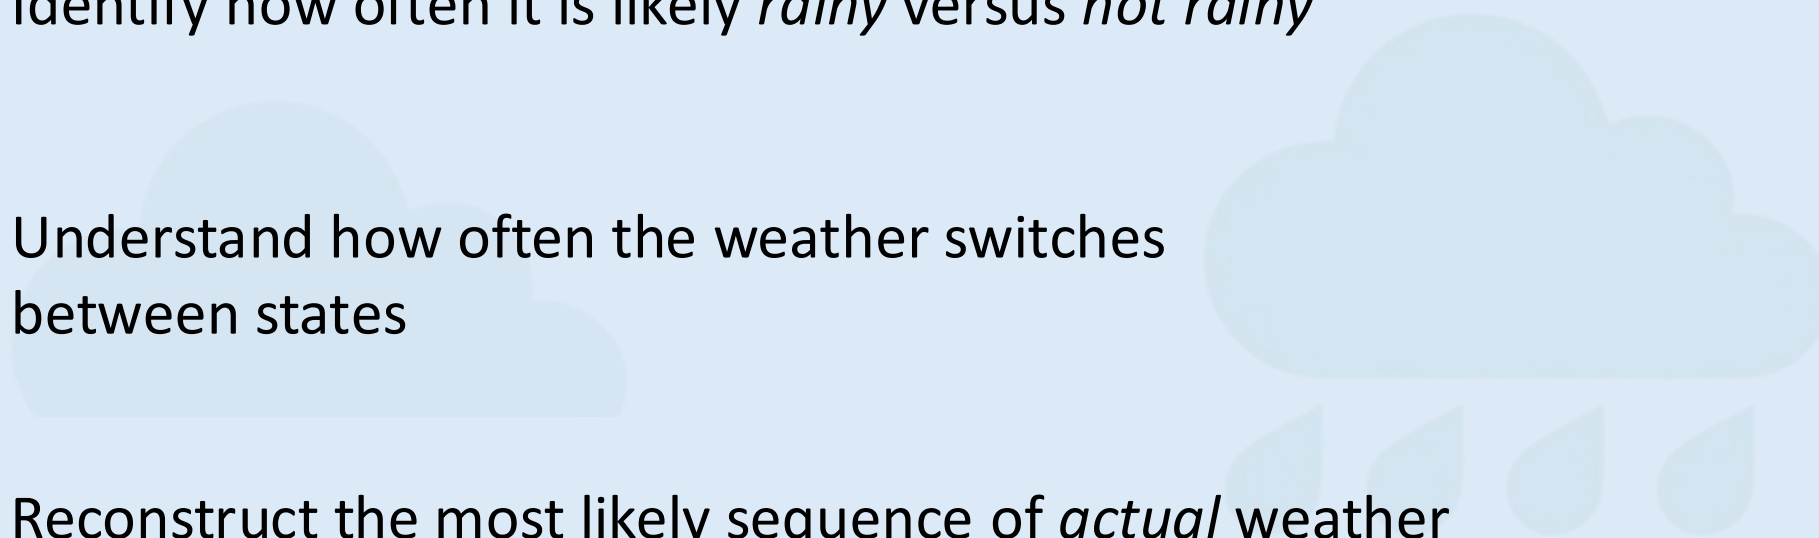 Identify how often it is likely rainy versus not rainy
Understand how often the weather switches
between states
Reconstruct the most likely sequence of actual weather